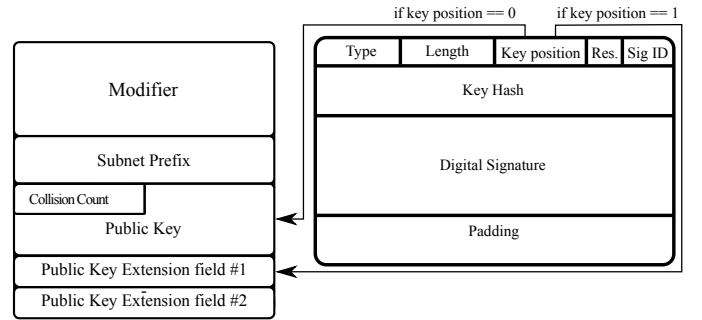 if key position == 0
if key position == 1
Type
Length
Key position
Res.
Sig ID
Key Hash
Digital Signature
Padding
Modifier
Subnet Prefix
Collision Count
Public Key
Public Key Extension field #1
Public Key Extension field #2